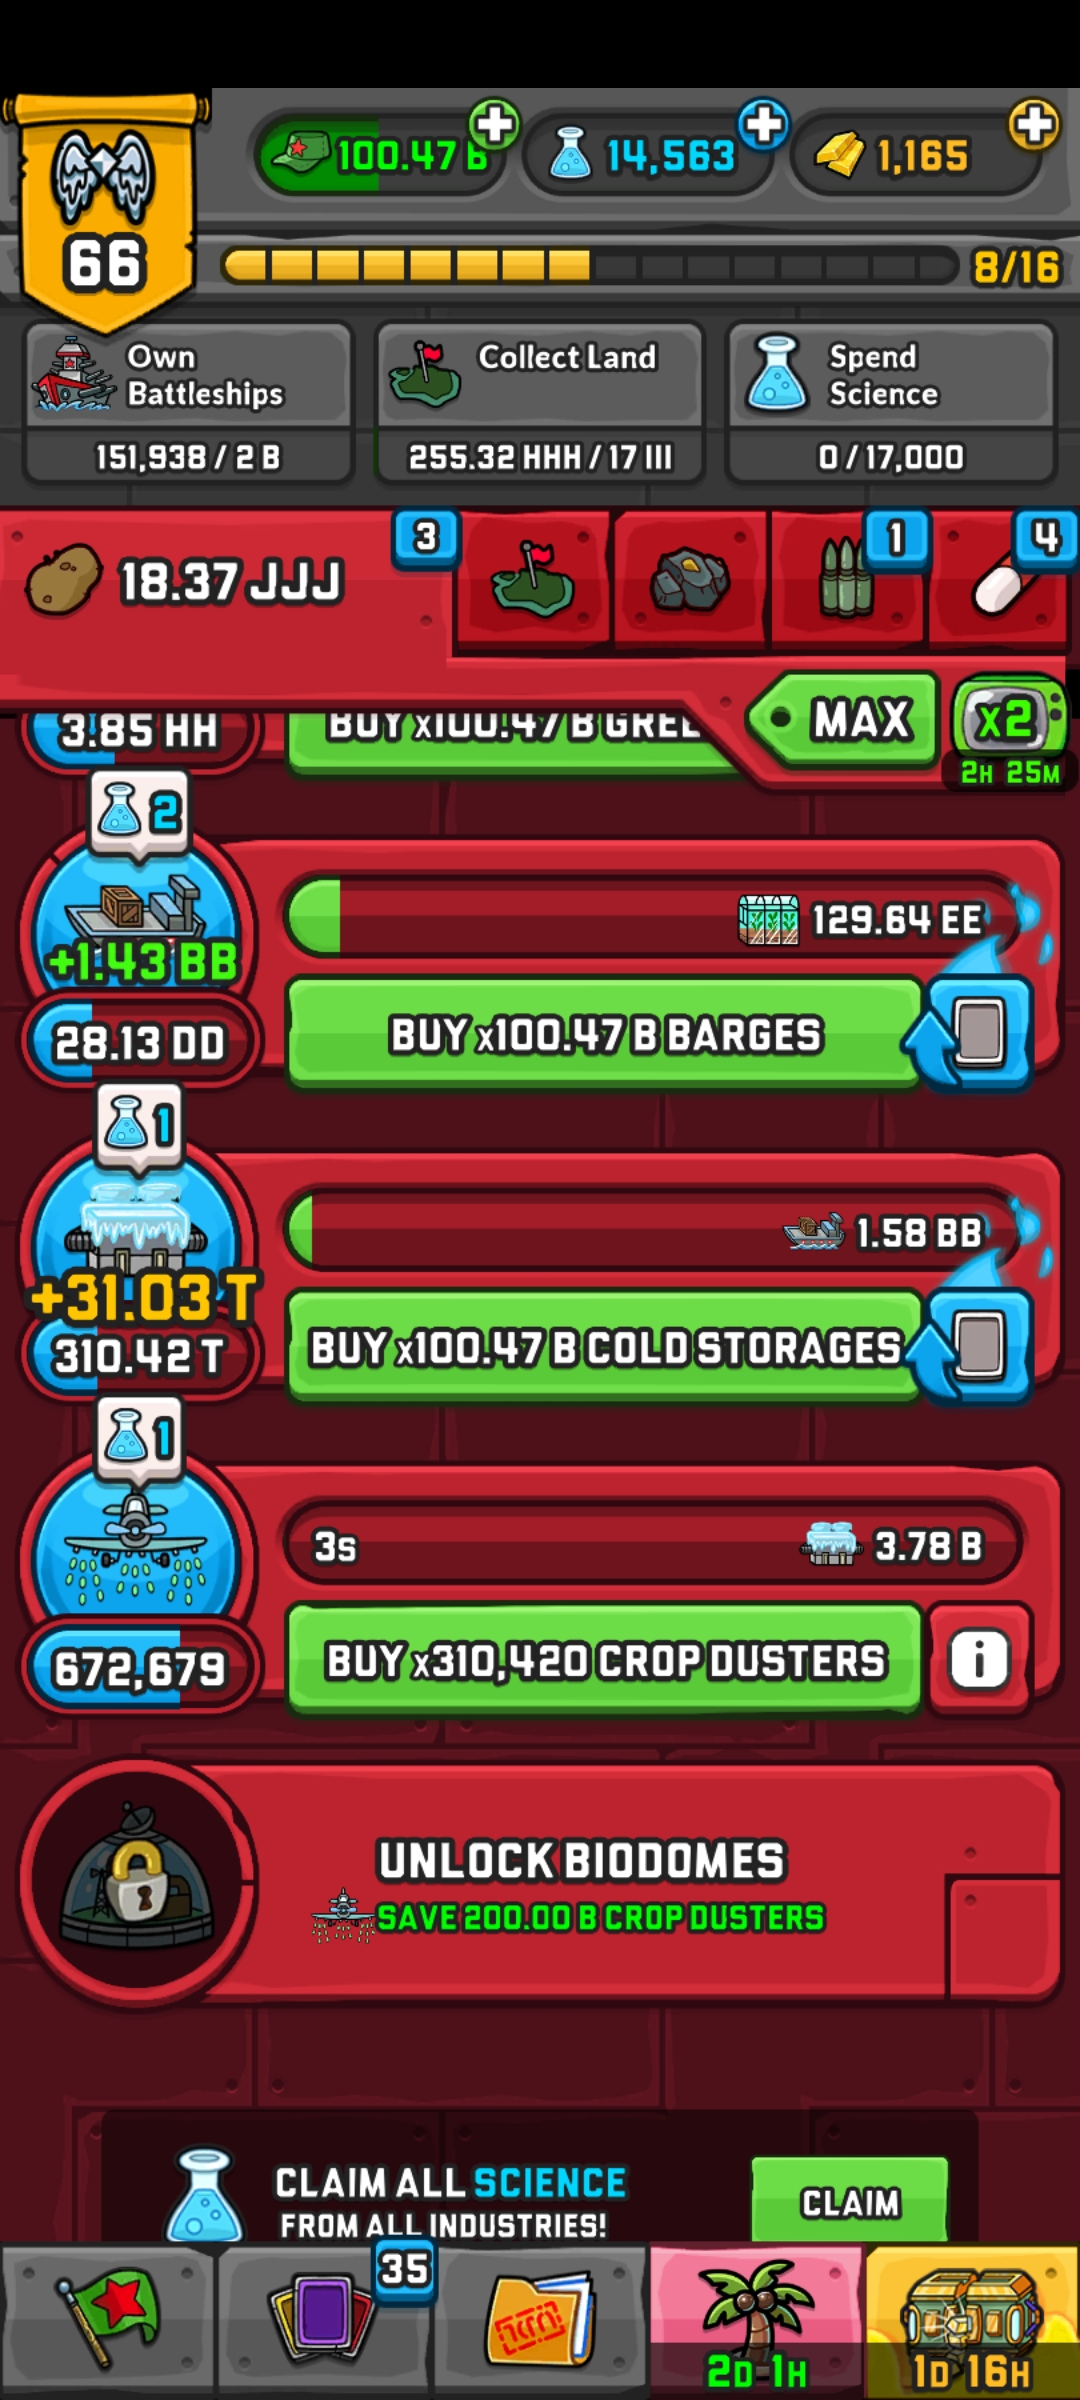 100.47 B
14,563
1,165
66
8/16
Own
Battleships
Collect Land
Spend
Science
151,938 / 2 B
255.32 HHH / 17 III
0 / 17,000
3
18.37 JJJ
1
4
MAX
x2
2H 25M
3.85 HH
BUY x100.47 B GREE
2
129.64 EE
+1.43 BB
28.13 DD
BUY x100.47 B BARGES
1
1.58 BB
+31.03 T
310.42 T
BUY x100.47 B COLD STORAGES
1
3s
3.78 B
672,679
BUY x310,420 CROP DUSTERS
i
UNLOCK BIODOMES
SAVE 200.00 B CROP DUSTERS
CLAIM ALL SCIENCE
FROM ALL INDUSTRIES!
CLAIM
35
2D 1H
1D 16H